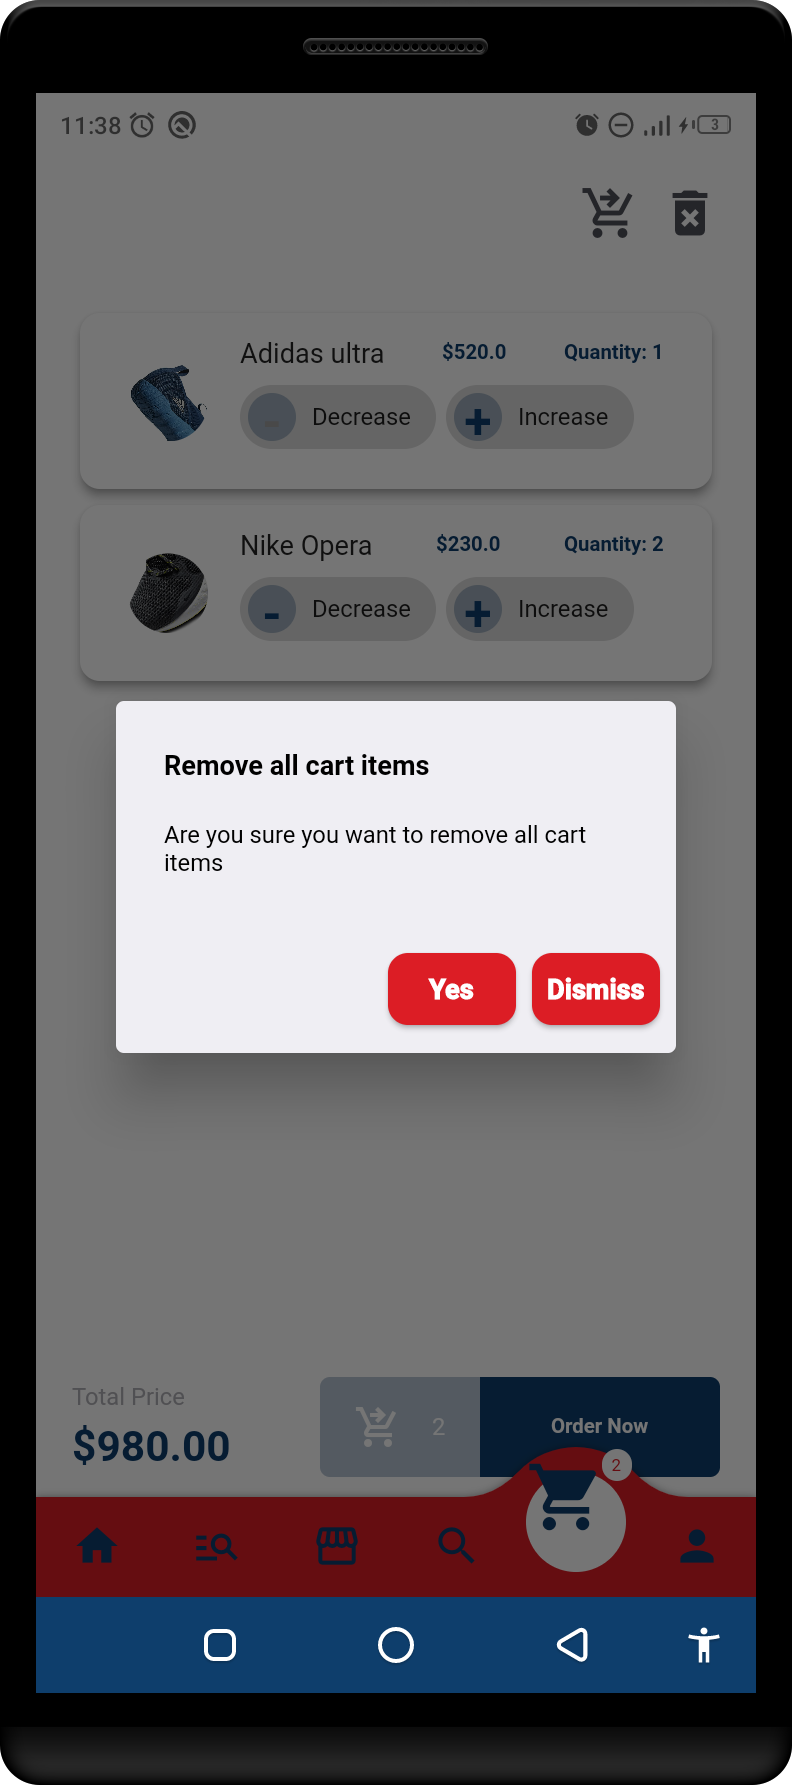 11:38
3
Adidas ultra $520.0 Quantity: 1
- Decrease + Increase
Nike Opera $230.0 Quantity: 2
- Decrease + Increase
Remove all cart items
Are you sure you want to remove all cart
items
Yes Dismiss
Total Price
$980.00
2 Order Now
2